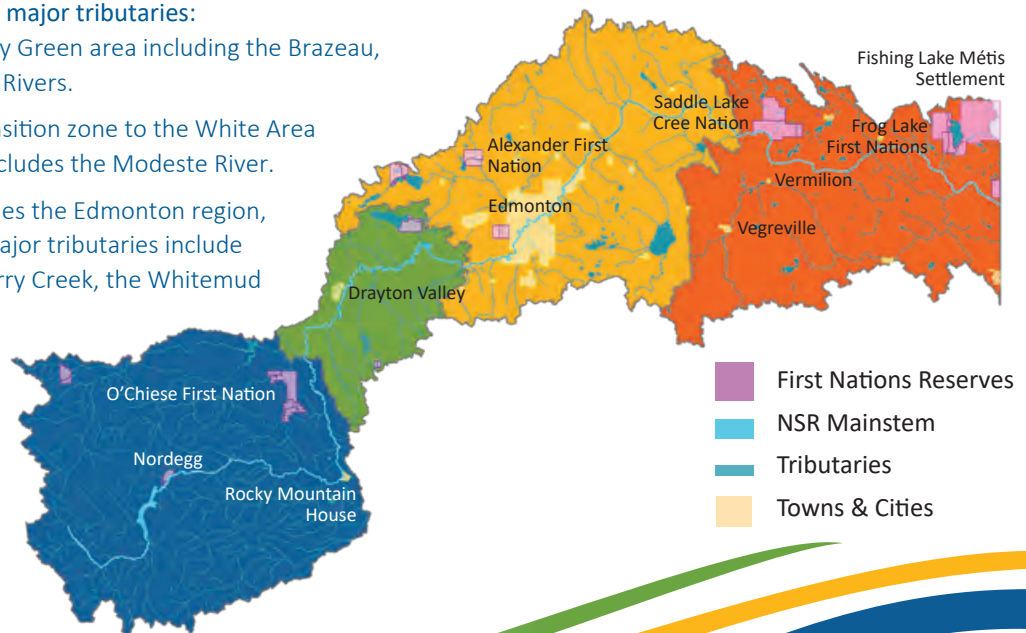 major tributaries:
y Green area including the Brazeau,
Rivers.
sition zone to the White Area
cludes the Modeste River.
es the Edmonton region,
ajor tributaries include
rry Creek, the Whitemud
Fishing Lake Métis
Settlement
Saddle Lake
Cree Nation
Frog Lake
First Nations
Alexander First
Nation
Vermilion
Edmonton
Vegreville
Drayton Valley
O'Chiese First Nation
Nordegg
Rocky Mountain
House
First Nations Reserves
NSR Mainstem
Tributaries
Towns & Cities